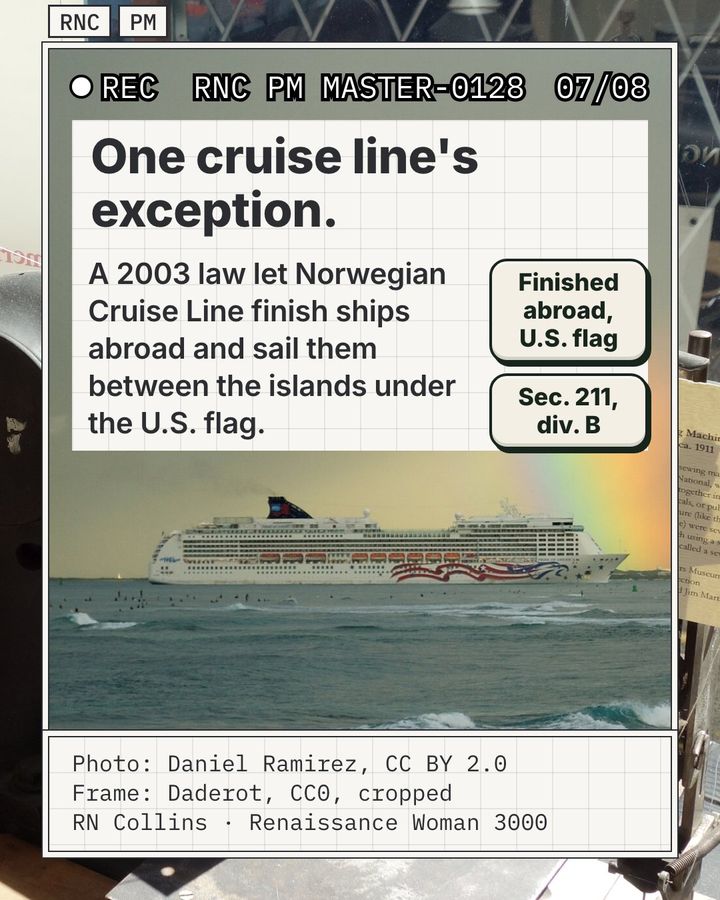 RNC PM
REC RNC PM MASTER-0128 07/08
One cruise line's
exception.
A 2003 law let Norwegian
Cruise Line finish ships
abroad and sail them
between the islands under
the U.S. flag.
Finished
abroad,
U.S. flag
Sec. 211,
div. B
Photo: Daniel Ramirez, CC BY 2.0
Frame: Daderot, CC0, cropped
RN Collins · Renaissance Woman 3000
ca. 1911